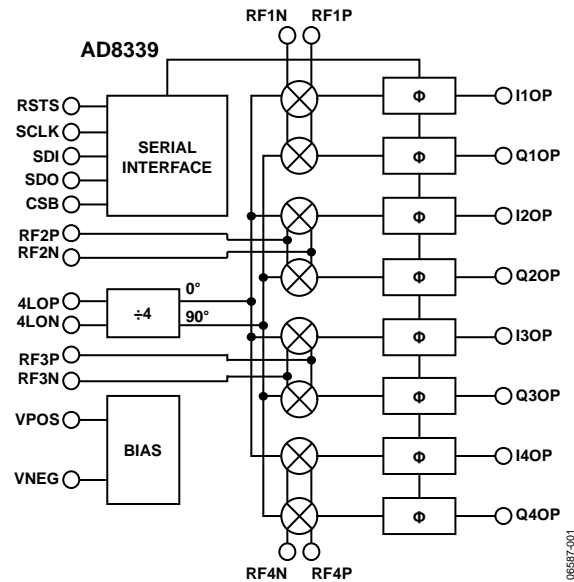 RF1N RF1P
AD8339
RSTS
SCLK
SDI
SDO
CSB
SERIAL
INTERFACE
RF2P
RF2N
4LOP
4LON
÷4
0°
90°
RF3P
RF3N
VPOS
VNEG
BIAS
Φ I1OP
Φ Q1OP
Φ I2OP
Φ Q2OP
Φ I3OP
Φ Q3OP
Φ I4OP
Φ Q4OP
RF4N RF4P
06587-001